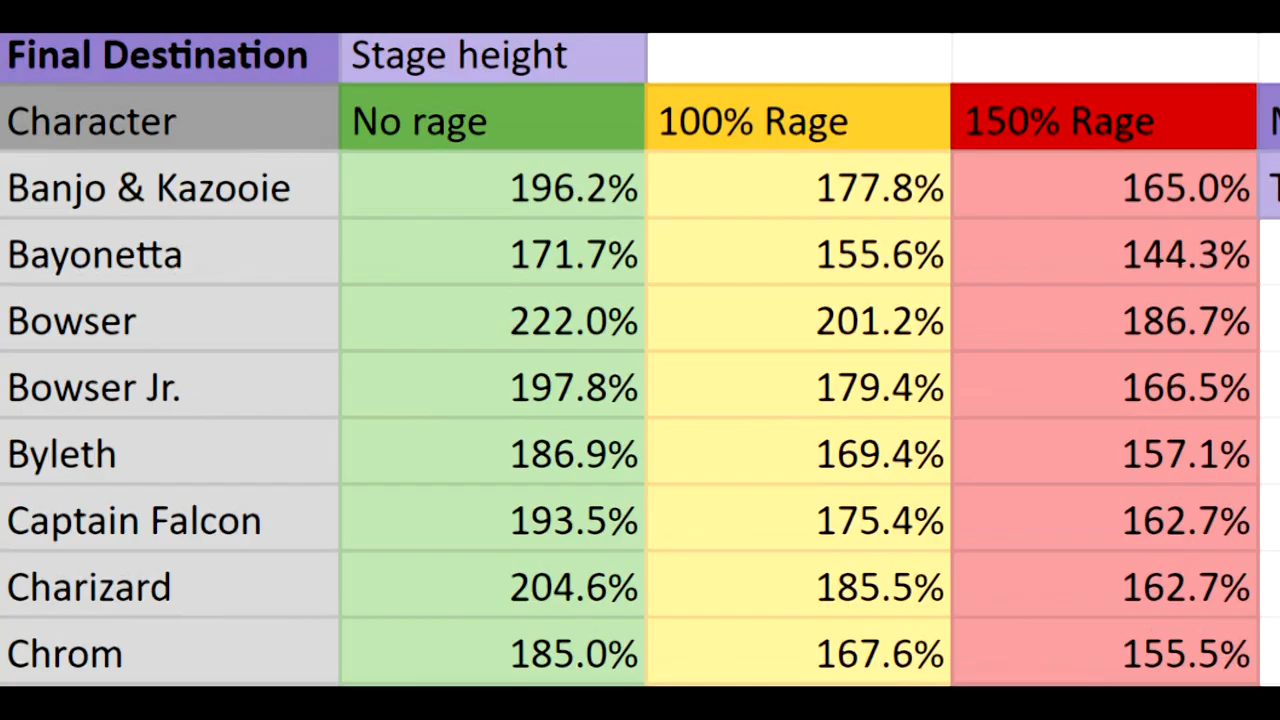 Final Destination Stage height
Character No rage 100% Rage 150% Rage
Banjo & Kazooie 196.2% 177.8% 165.0%
Bayonetta 171.7% 155.6% 144.3%
Bowser 222.0% 201.2% 186.7%
Bowser Jr. 197.8% 179.4% 166.5%
Byleth 186.9% 169.4% 157.1%
Captain Falcon 193.5% 175.4% 162.7%
Charizard 204.6% 185.5% 162.7%
Chrom 185.0% 167.6% 155.5%